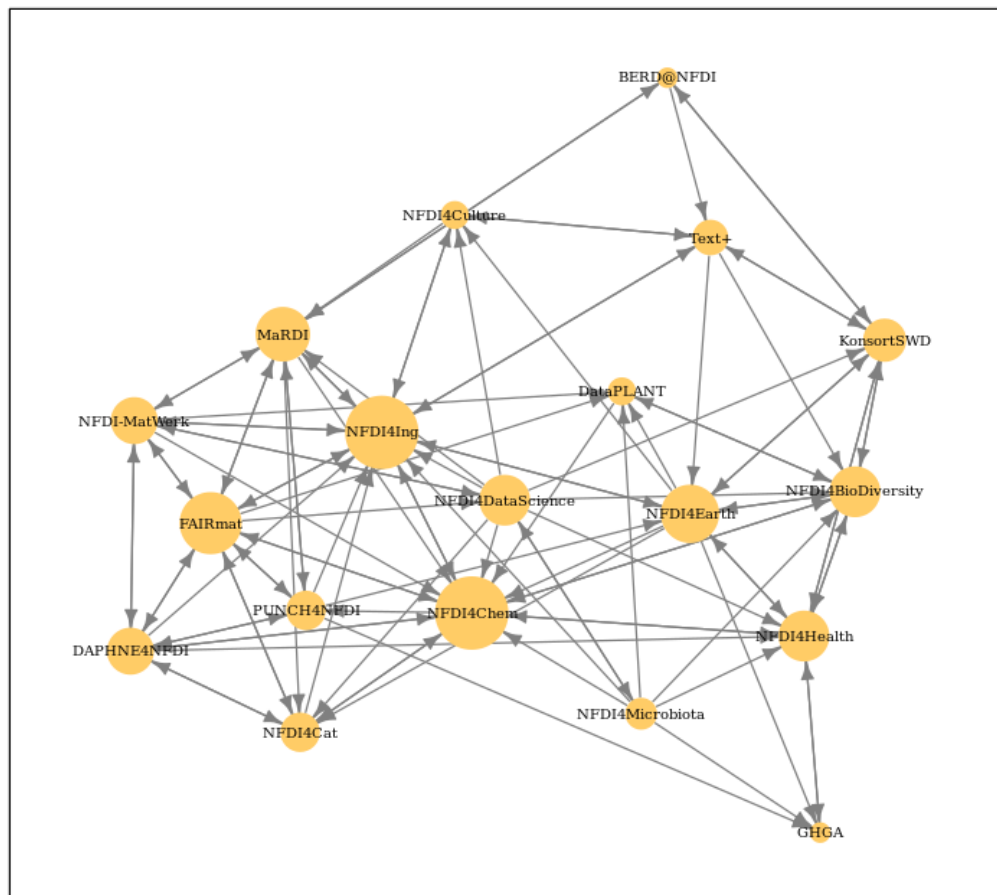 BERD@NFDI
NFDI4Culture
Text+
MaRDI
KonsortSWD
DataPLANT
NFDI-MatWerk
NFDI4Ing
NFDI4DataScience
NFDI4BioDiversity
NFDI4Earth
FAIRmat
PUNCH4NFDI
NFDI4Chem
NFDI4Health
DAPHNE4NFDI
NFDI4Microbiota
NFDI4Cat
GHGA